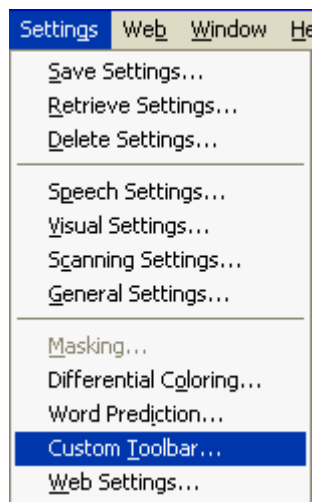 Settings Web Window He
Save Settings...
Retrieve Settings...
Delete Settings...
Speech Settings...
Visual Settings...
Scanning Settings...
General Settings...
Masking...
Differential Coloring...
Word Prediction...
Custom Toolbar...
Web Settings...